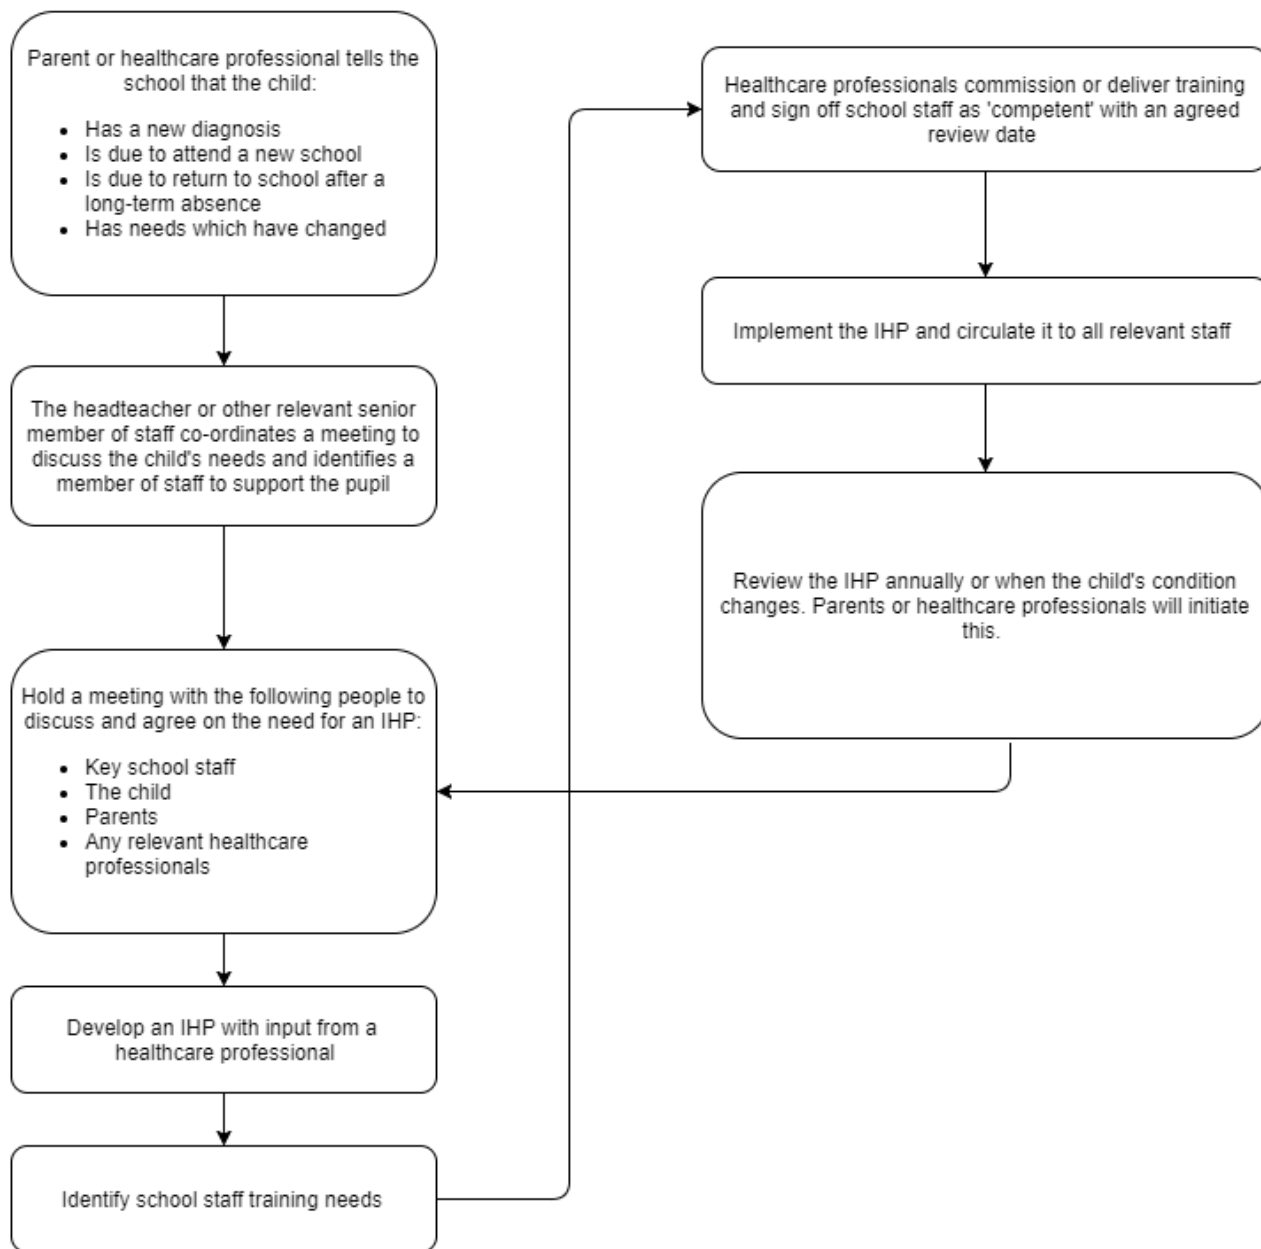 Parent or healthcare professional tells the
school that the child:
• Has a new diagnosis
• Is due to attend a new school
• Is due to return to school after a
long-term absence
• Has needs which have changed
The headteacher or other relevant senior
member of staff co-ordinates a meeting to
discuss the child's needs and identifies a
member of staff to support the pupil
Hold a meeting with the following people to
discuss and agree on the need for an IHP:
• Key school staff
• The child
• Parents
• Any relevant healthcare
professionals
Develop an IHP with input from a
healthcare professional
Identify school staff training needs
Healthcare professionals commission or deliver training
and sign off school staff as 'competent' with an agreed
review date
Implement the IHP and circulate it to all relevant staff
Review the IHP annually or when the child's condition
changes. Parents or healthcare professionals will initiate
this.